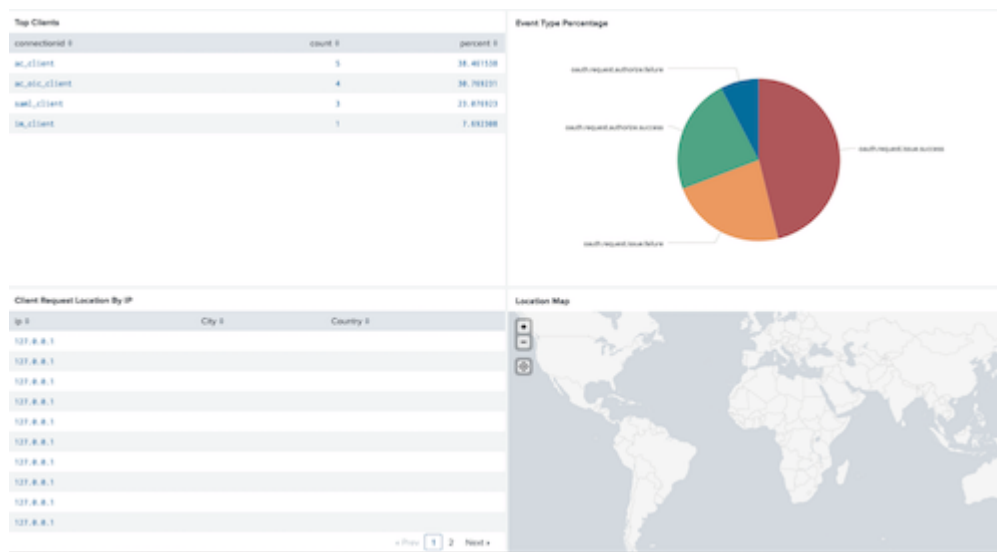 Top Clients
connectionid count percent
ac_client 5 38.461538
ac_oic_client 4 30.769231
saml_client 3 23.076923
im_client 1 7.692308
Event Type Percentage
oauth.request.authorize.failure
oauth.request.authorize.success
oauth.request.issue.success
oauth.request.issue.failure
Client Request Location By IP
ip City Country
127.0.0.1
127.0.0.1
127.0.0.1
127.0.0.1
127.0.0.1
127.0.0.1
127.0.0.1
127.0.0.1
127.0.0.1
127.0.0.1
« Prev 1 2 Next »
Location Map
+
−